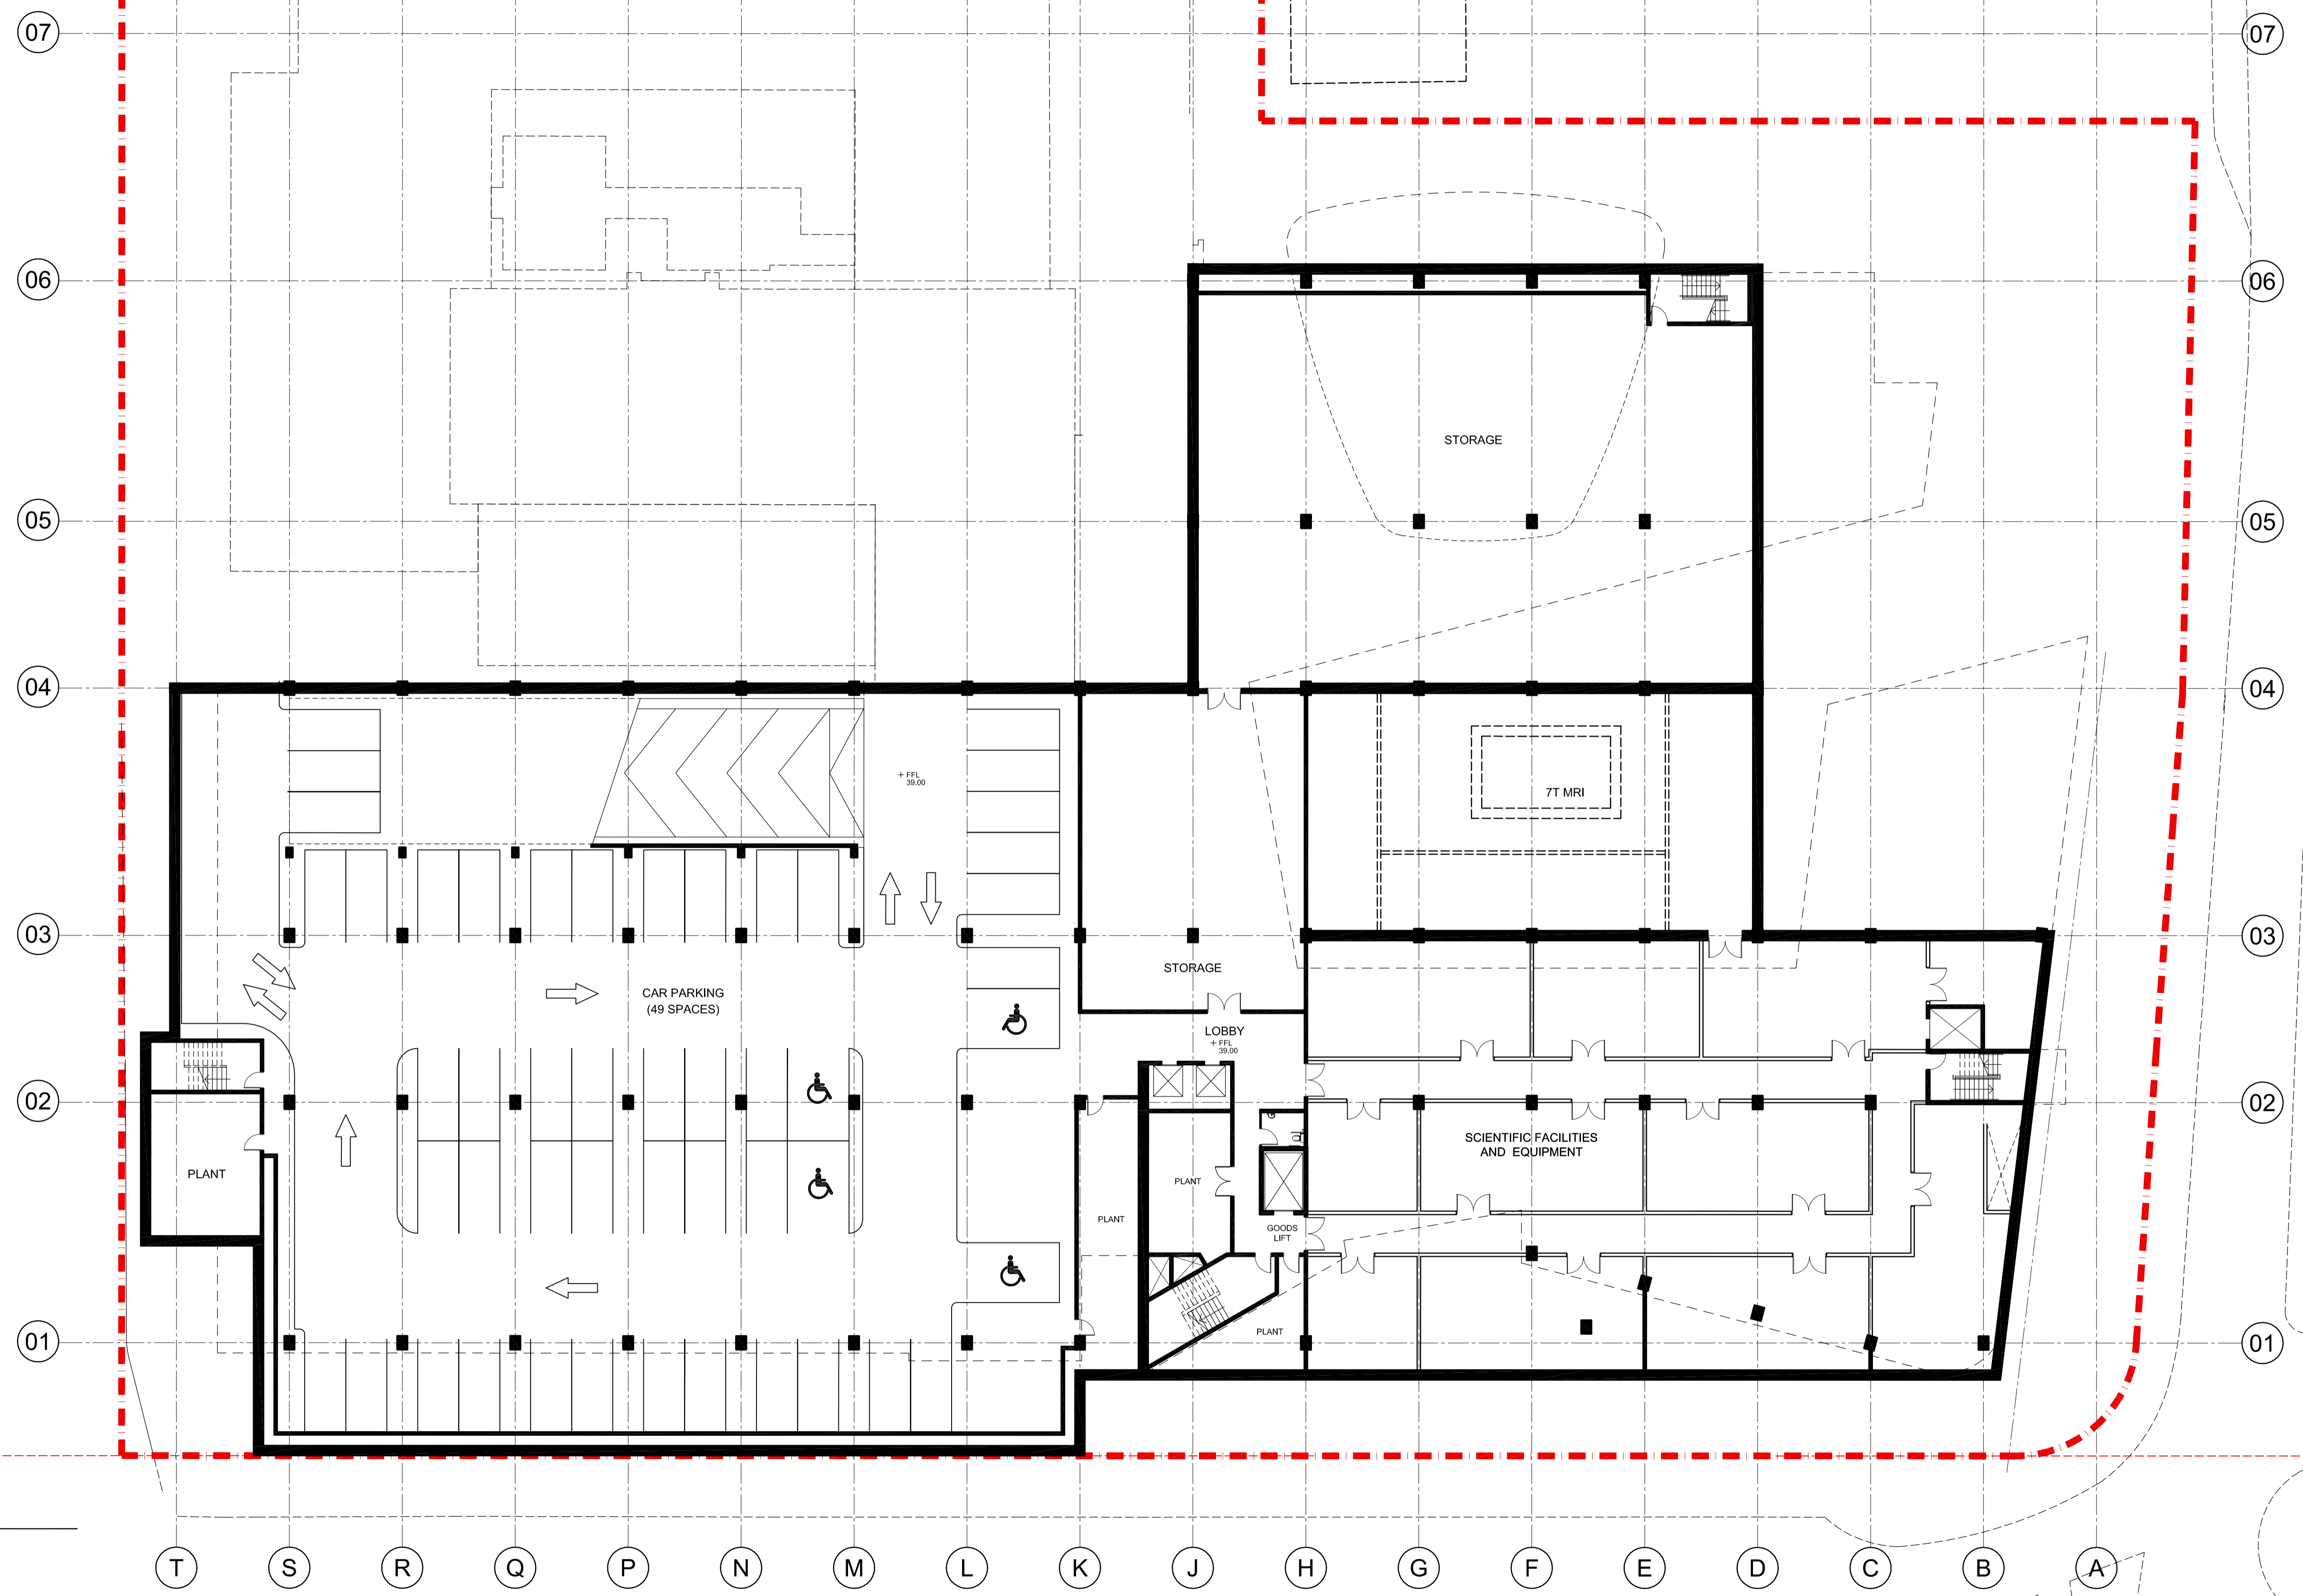 07
07
06
06
STORAGE
05
05
04
04
+ FFL
39.00
7T MRI
03
03
STORAGE
CAR PARKING
(49 SPACES)
LOBBY
+ FFL
39.00
02
02
SCIENTIFIC FACILITIES
AND EQUIPMENT
PLANT
PLANT
PLANT
GOODS
LIFT
PLANT
01
01
T S R Q P N M L K J H G F E D C B A